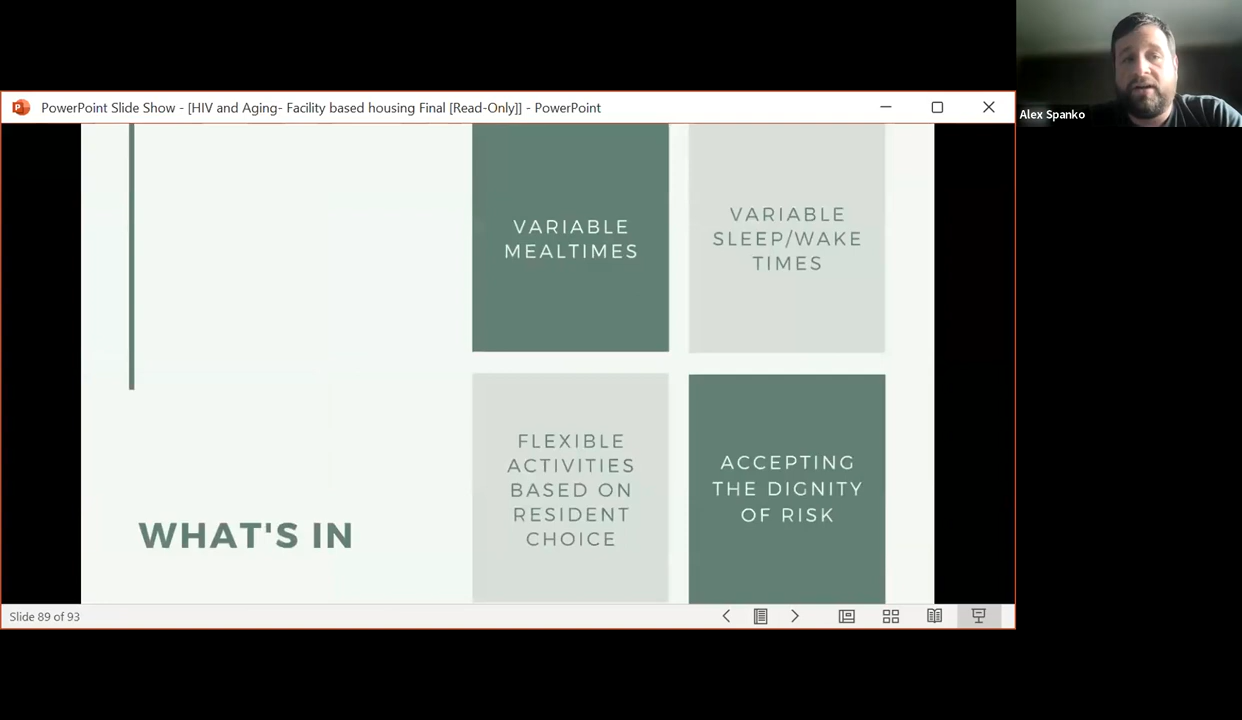 PowerPoint Slide Show - [HIV and Aging- Facility based housing Final [Read-Only]] - PowerPoint
Alex Spanko
VARIABLE
MEALTIMES
VARIABLE
SLEEP/WAKE
TIMES
FLEXIBLE
ACTIVITIES
BASED ON
RESIDENT
CHOICE
ACCEPTING
THE DIGNITY
OF RISK
WHAT'S IN
Slide 89 of 93